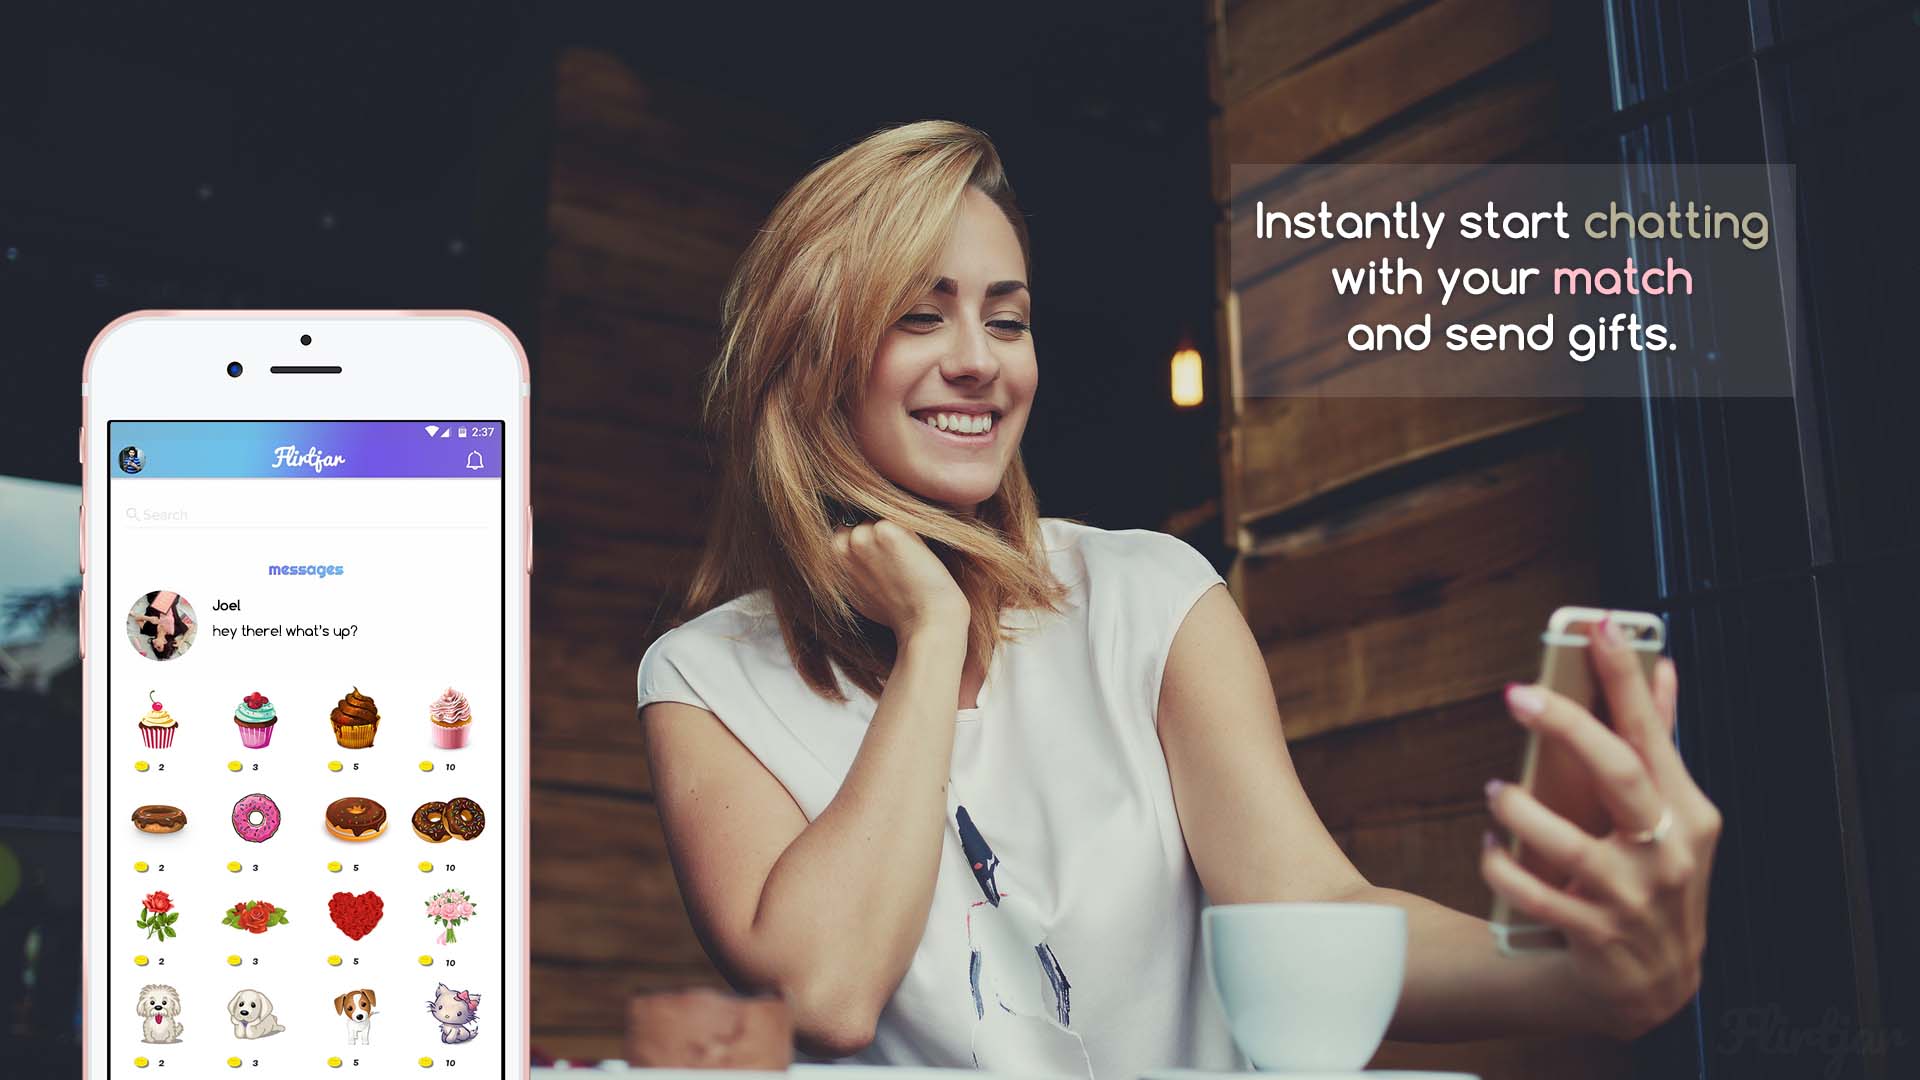 Instantly start chatting
with your match
and send gifts.
2:37
Flirtjar
Search
messages
Joel
hey there! what's up?
2 3 5 10
2 3 5 10
2 3 5 10
2 3 5 10
Flirtjar